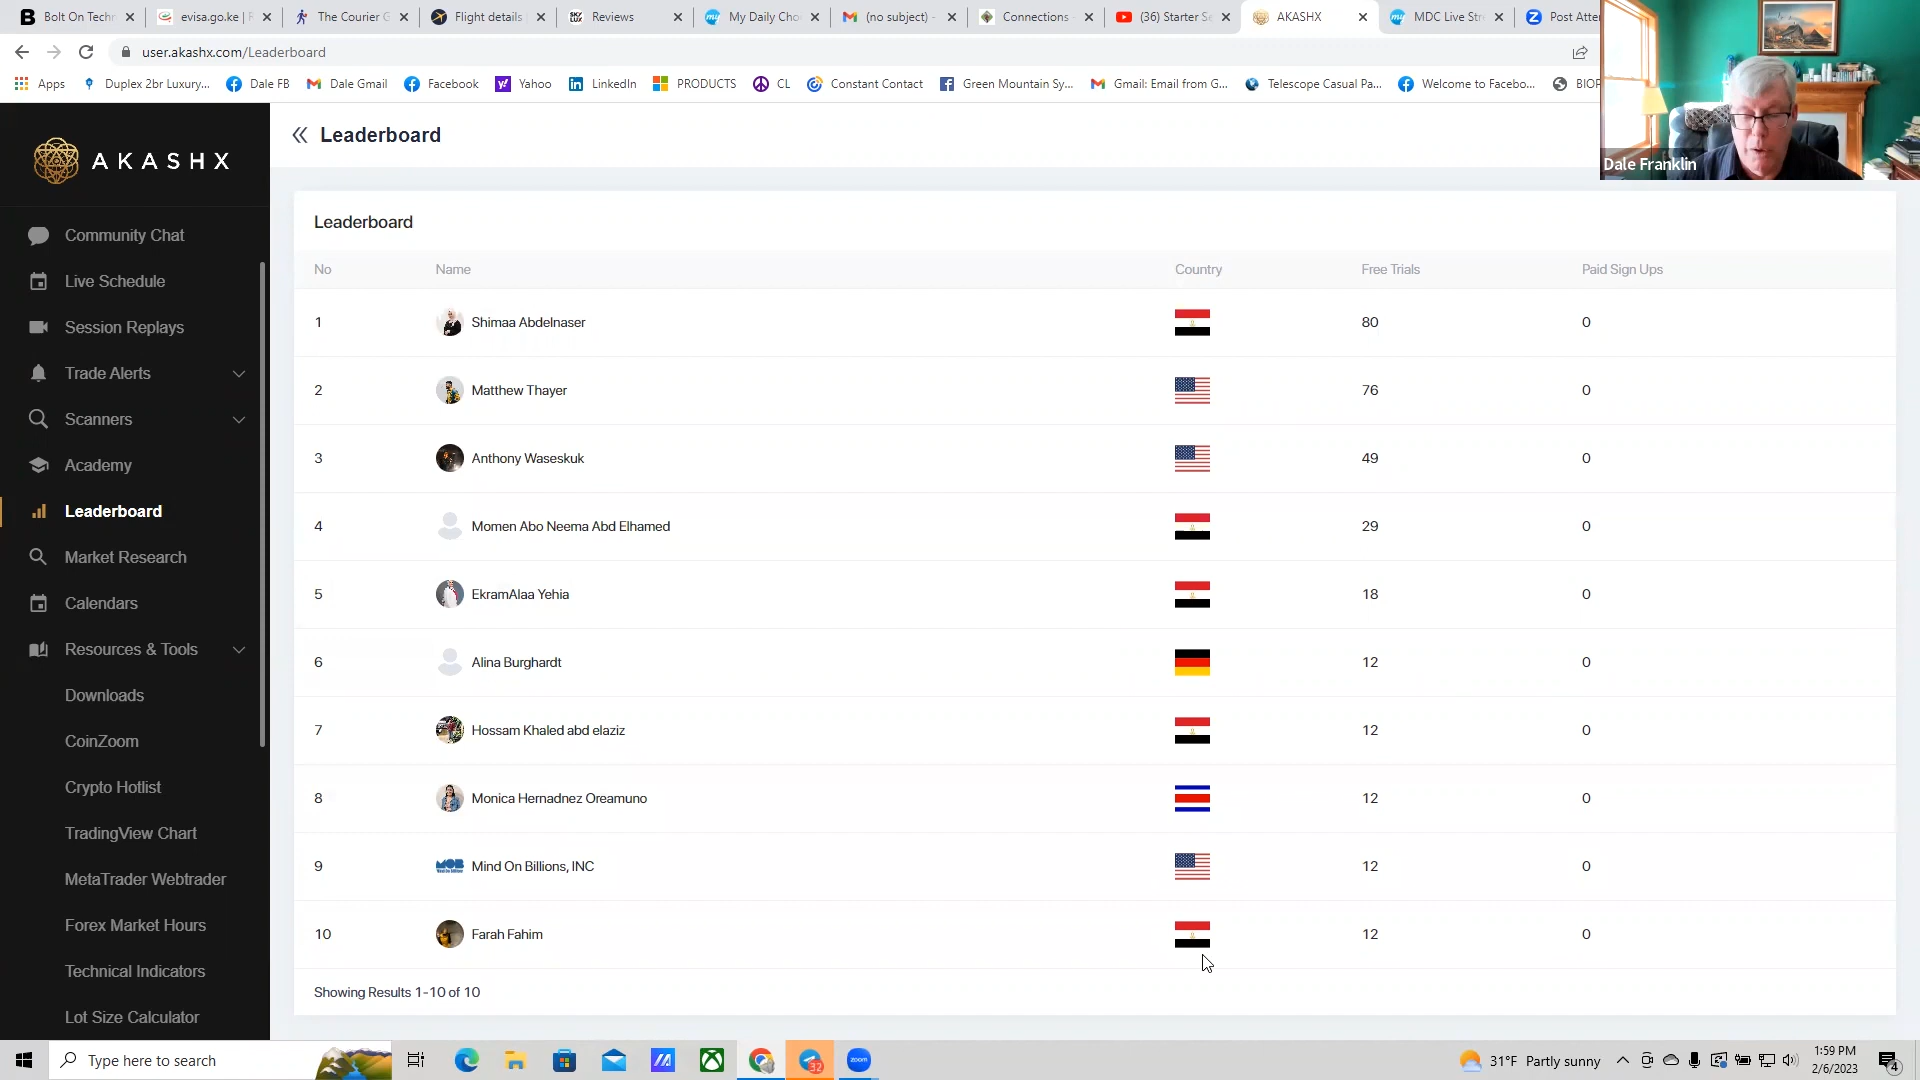 Bolt On Techn
evisa.go.ke | F
The Courier G
Flight details
Reviews
My Daily Cho
(no subject) -
Connections -
(36) Starter Se
AKASHX
MDC Live Str
Post Atte
user.akashx.com/Leaderboard
Apps
Duplex 2br Luxury...
Dale FB
Dale Gmail
Facebook
Yahoo
LinkedIn
PRODUCTS
CL
Constant Contact
Green Mountain Sy...
Gmail: Email from G...
Telescope Casual Pa...
Welcome to Facebo...
BIOP
Dale Franklin
AKASHX
Community Chat
Live Schedule
Session Replays
Trade Alerts
Scanners
Academy
Leaderboard
Market Research
Calendars
Resources & Tools
Downloads
CoinZoom
Crypto Hotlist
TradingView Chart
MetaTrader Webtrader
Forex Market Hours
Technical Indicators
Lot Size Calculator
Leaderboard
Leaderboard
No Name Country Free Trials Paid Sign Ups
1 Shimaa Abdelnaser 80 0
2 Matthew Thayer 76 0
3 Anthony Waseskuk 49 0
4 Momen Abo Neema Abd Elhamed 29 0
5 EkramAlaa Yehia 18 0
6 Alina Burghardt 12 0
7 Hossam Khaled abd elaziz 12 0
8 Monica Hernadnez Oreamuno 12 0
9 MOB Mind On Billions, INC 12 0
10 Farah Fahim 12 0
Showing Results 1-10 of 10
Type here to search
32
zoom
31°F Partly sunny
1:59 PM
2/6/2023
4